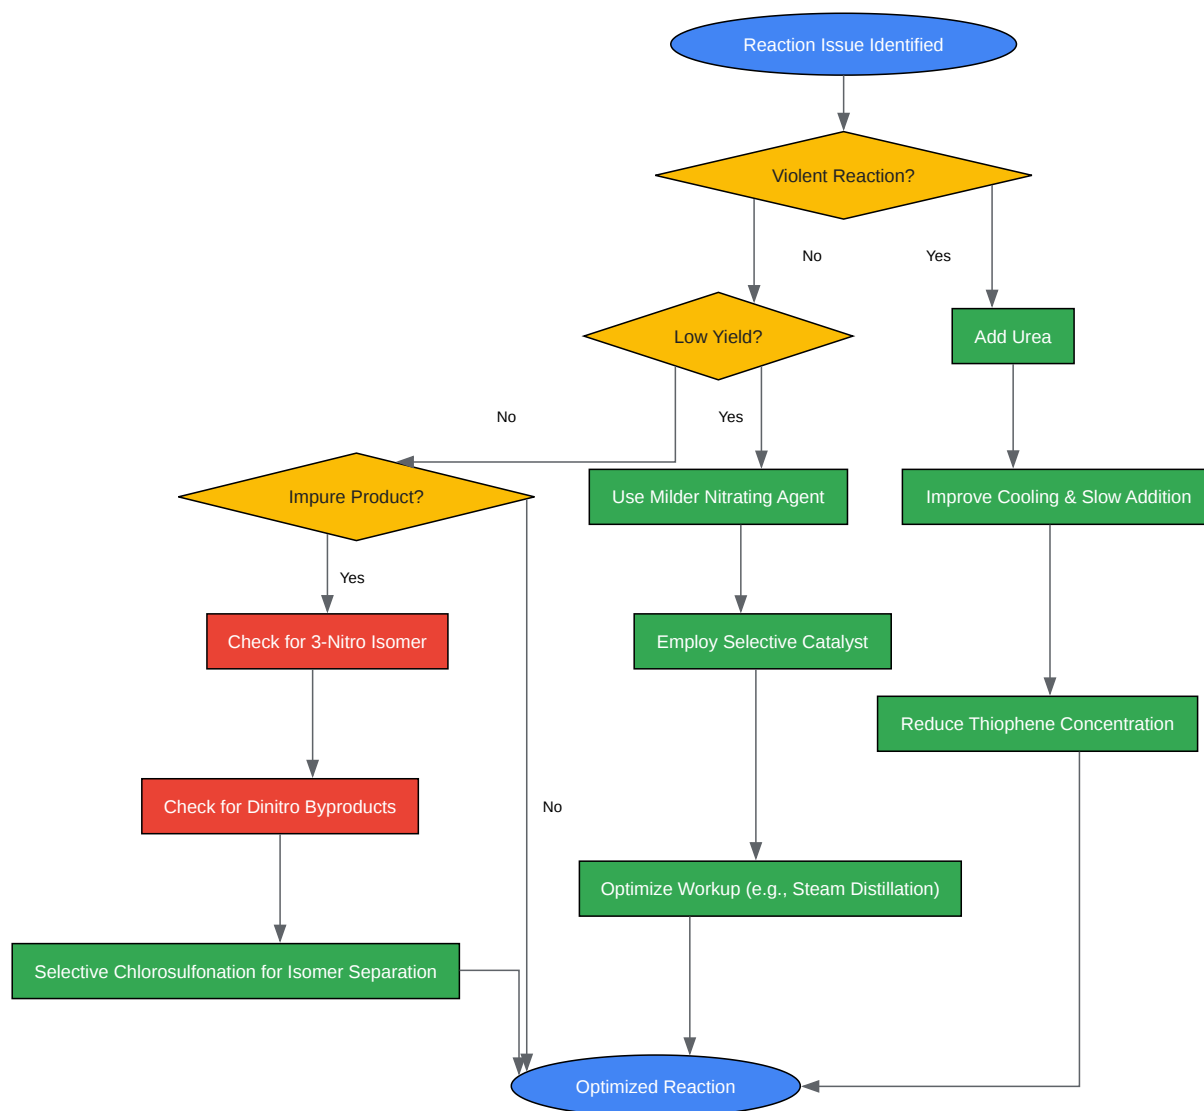 Reaction Issue Identified
Violent Reaction?
No
Yes
Low Yield?
Add Urea
No
Yes
Impure Product?
Use Milder Nitrating Agent
Improve Cooling & Slow Addition
Yes
Check for 3-Nitro Isomer
Employ Selective Catalyst
Reduce Thiophene Concentration
Check for Dinitro Byproducts
No
Optimize Workup (e.g., Steam Distillation)
Selective Chlorosulfonation for Isomer Separation
Optimized Reaction